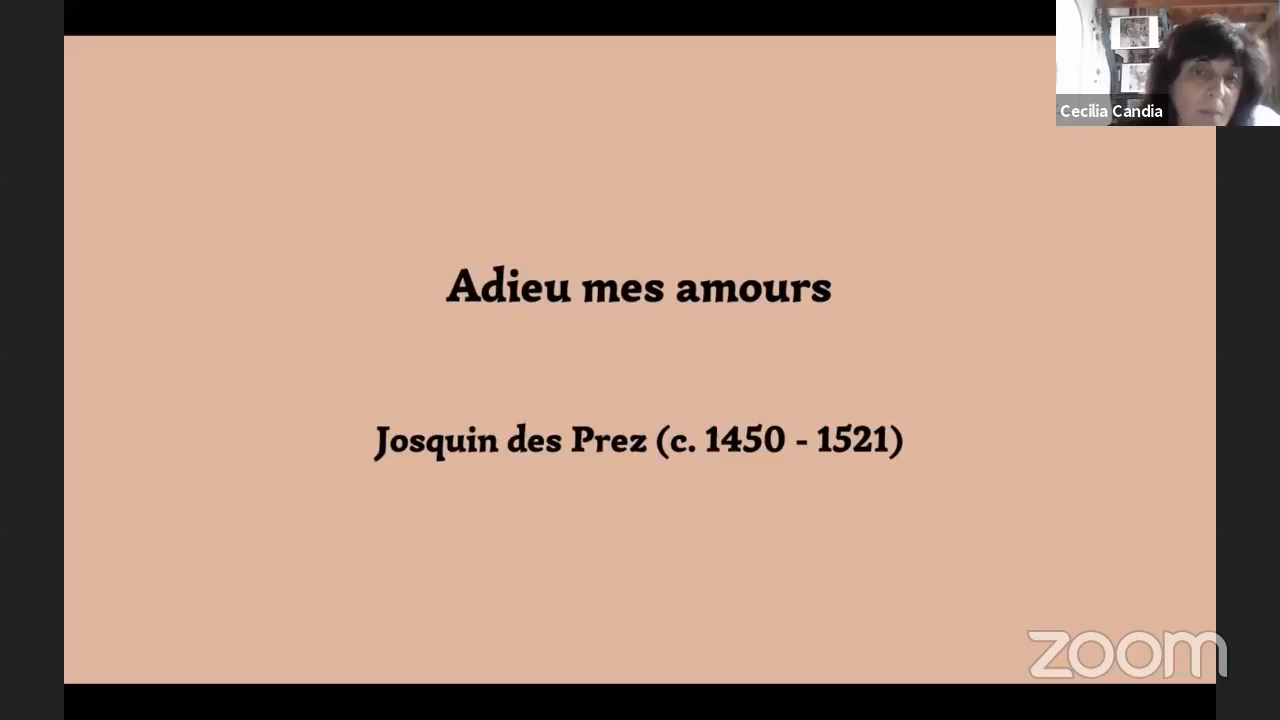 Cecilia Candia
Adieu mes amours
Josquin des Prez (c. 1450 - 1521)
zoom